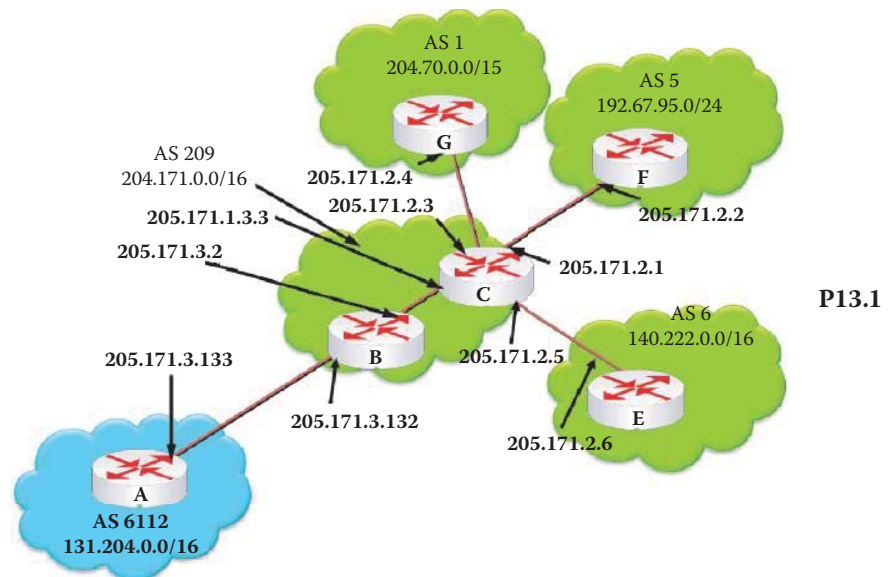 AS 1
204.70.0.0/15
G
AS 5
192.67.95.0/24
F
AS 209
204.171.0.0/16
205.171.1.3.3
205.171.3.2
205.171.2.4
205.171.2.3
205.171.2.2
205.171.2.1
C
P13.1
B
205.171.2.5
AS 6
140.222.0.0/16
205.171.3.133
205.171.3.132
205.171.2.6
E
A
AS 6112
131.204.0.0/16